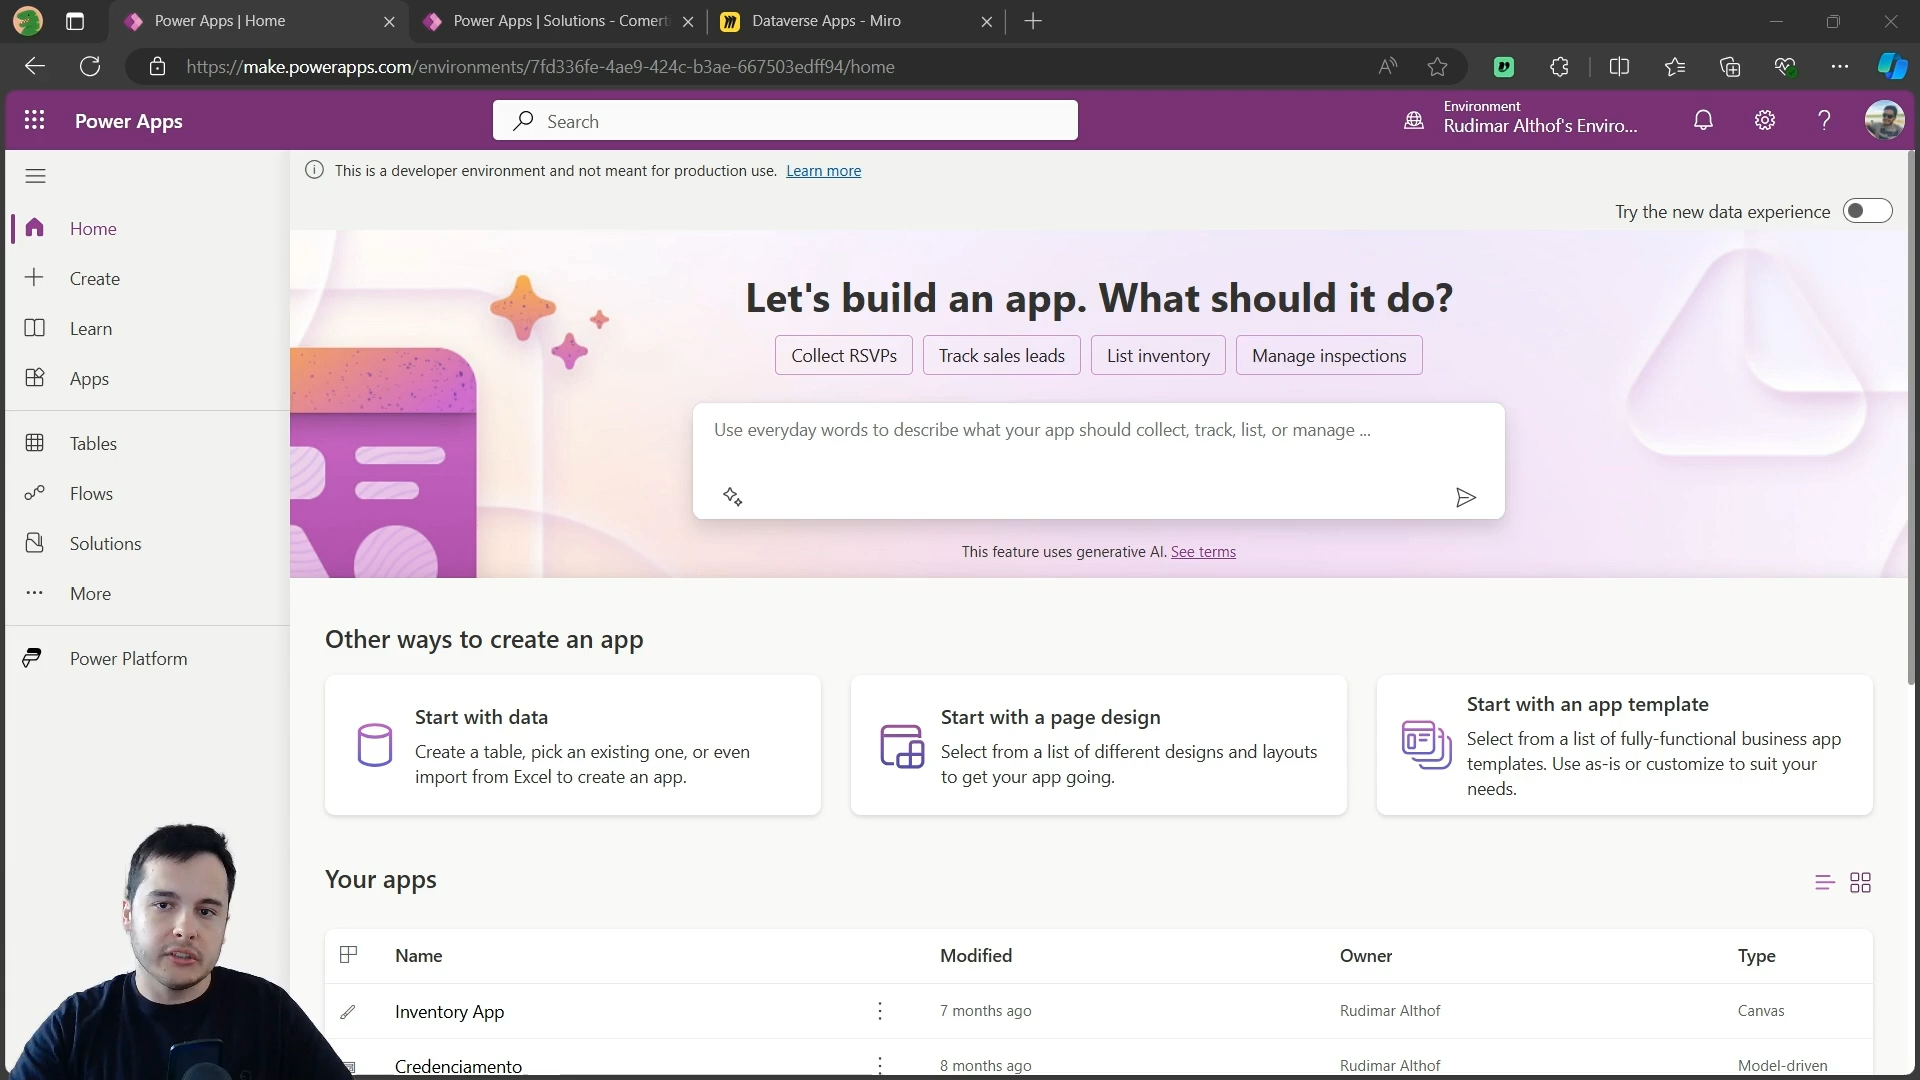 Power Apps | Home
Power Apps | Solutions - Comert
Dataverse Apps - Miro
https://make.powerapps.com/environments/7fd336fe-4ae9-424c-b3ae-667503edff94/home
Power Apps
Search
Environment
Rudimar Althof's Enviro...
This is a developer environment and not meant for production use. Learn more
Try the new data experience
Home
Create
Learn
Apps
Tables
Flows
Solutions
More
Power Platform
Let's build an app. What should it do?
Collect RSVPs
Track sales leads
List inventory
Manage inspections
Use everyday words to describe what your app should collect, track, list, or manage ...
This feature uses generative AI. See terms
Other ways to create an app
Start with data
Create a table, pick an existing one, or even
import from Excel to create an app.
Start with a page design
Select from a list of different designs and layouts
to get your app going.
Start with an app template
Select from a list of fully-functional business app
templates. Use as-is or customize to suit your
needs.
Your apps
Name Modified Owner Type
Inventory App 7 months ago Rudimar Althof Canvas
Credenciamento 8 months ago Rudimar Althof Model-driven